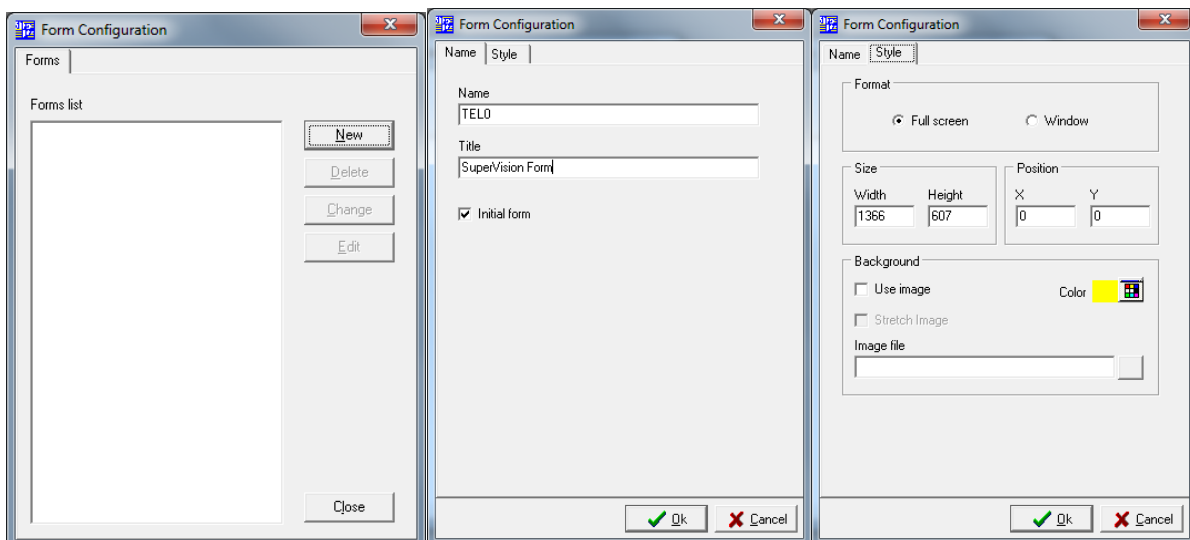 Form Configuration
Forms
Forms list
New
Delete
Change
Edit
Close
Form Configuration
Name Style
Name
TEL0
Title
SuperVision Form
Initial form
Ok Cancel
Form Configuration
Name Style
Format
Full screen Window
Size Position
Width Height X Y
1366 607 0 0
Background
Use image Color
Stretch Image
Image file
Ok Cancel